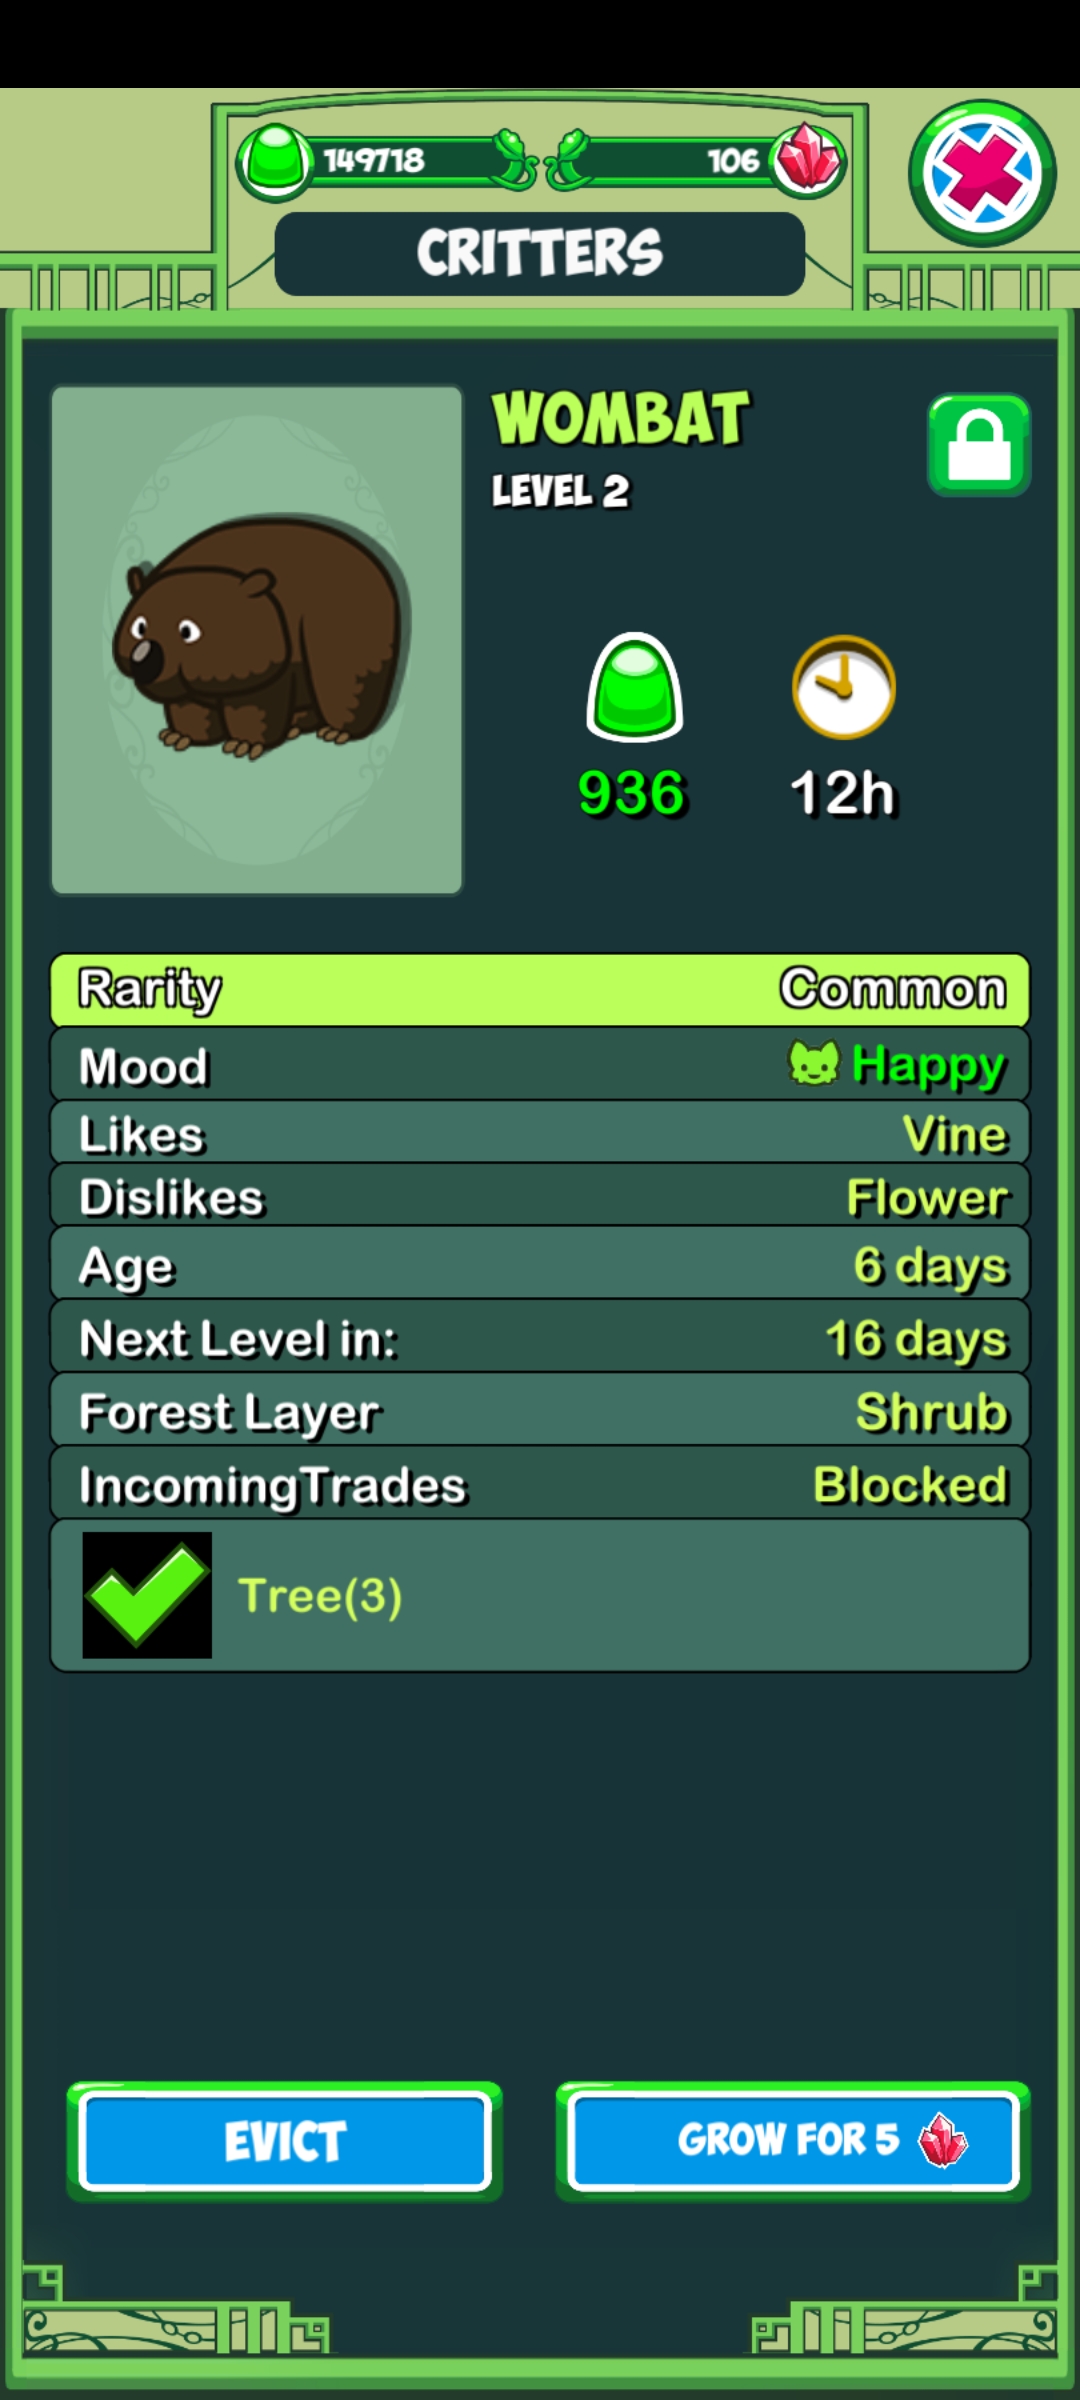 149718 106
CRITTERS
WOMBAT
LEVEL 2
936 12h
Rarity Common
Mood Happy
Likes Vine
Dislikes Flower
Age 6 days
Next Level in: 16 days
Forest Layer Shrub
IncomingTrades Blocked
Tree(3)
EVICT GROW FOR 5